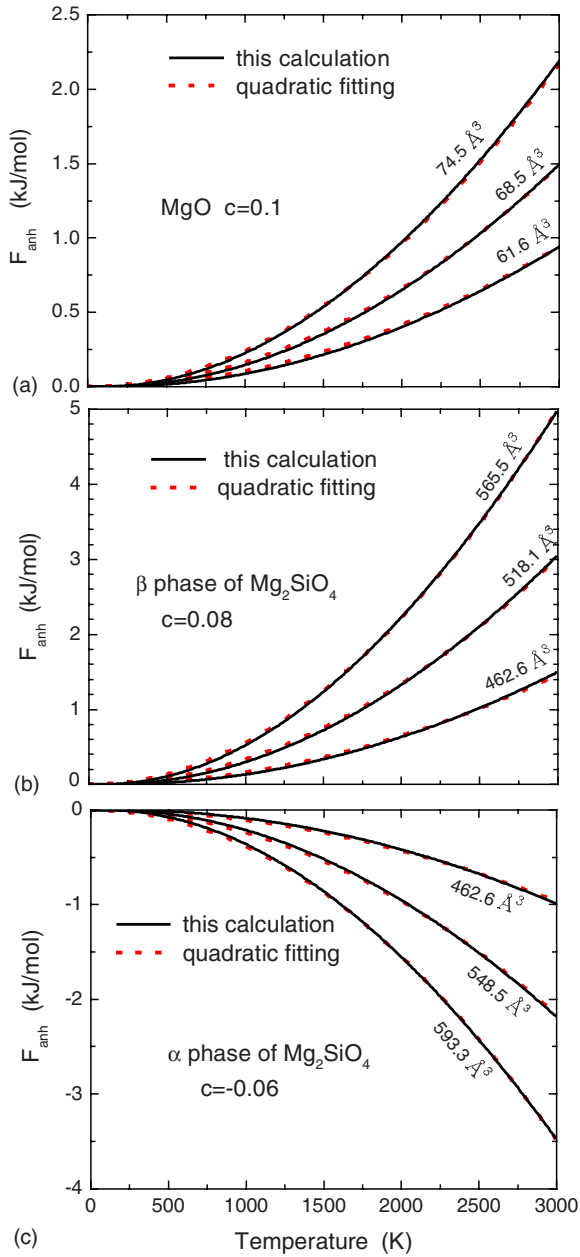 2.5
this calculation
quadratic fitting
2.0
74.5 Å³
1.5
68.5 Å³
F_anh (kJ/mol)
MgO c=0.1
1.0
61.6 Å³
0.5
0.0
(a)
5
this calculation
quadratic fitting
565.5 Å³
4
3
518.1 Å³
F_anh (kJ/mol)
β phase of Mg₂SiO₄
c=0.08
2
462.6 Å³
1
0
(b)
0
462.6 Å³
-1
this calculation
quadratic fitting
548.5 Å³
-2
F_anh (kJ/mol)
593.3 Å³
α phase of Mg₂SiO₄
c=-0.06
-3
-4
0 500 1000 1500 2000 2500 3000
(c)
Temperature (K)